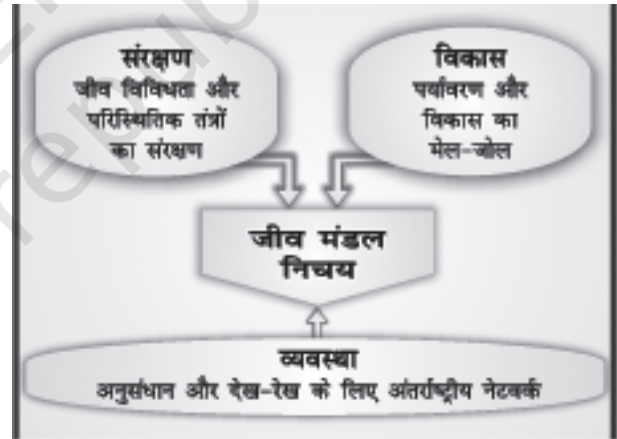 संरक्षण
जीव विविधता और
परिस्थितिक तंत्रों
का संरक्षण
विकास
पर्यावरण और
विकास का
मेल-जोल
जीव मंडल
निचय
व्यवस्था
अनुसंधान और देख-रेख के लिए अंतर्राष्ट्रीय नेटवर्क